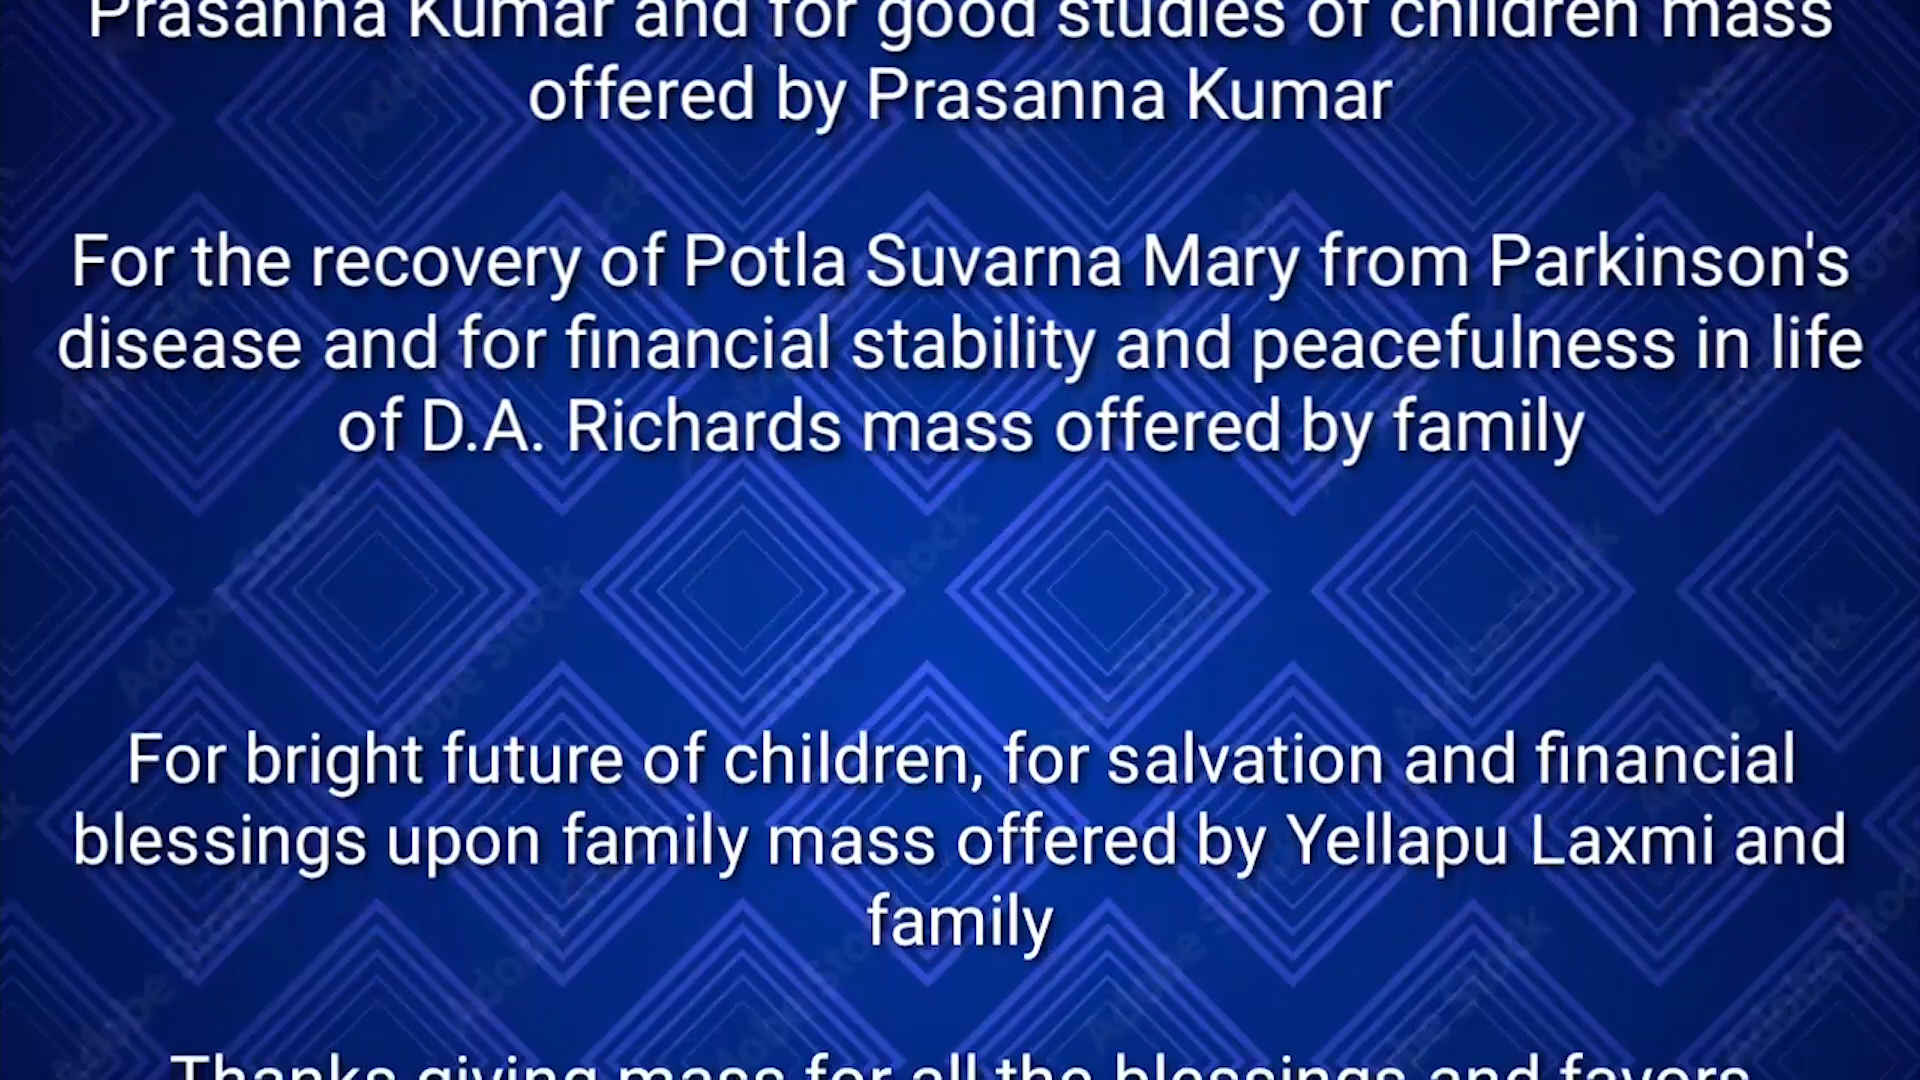 Prasanna Kumar and for good studies of children mass
offered by Prasanna Kumar
For the recovery of Potla Suvarna Mary from Parkinson's
disease and for financial stability and peacefulness in life
of D.A. Richards mass offered by family
For bright future of children, for salvation and financial
blessings upon family mass offered by Yellapu Laxmi and
family
Thanks giving mass for all the blessings and favors